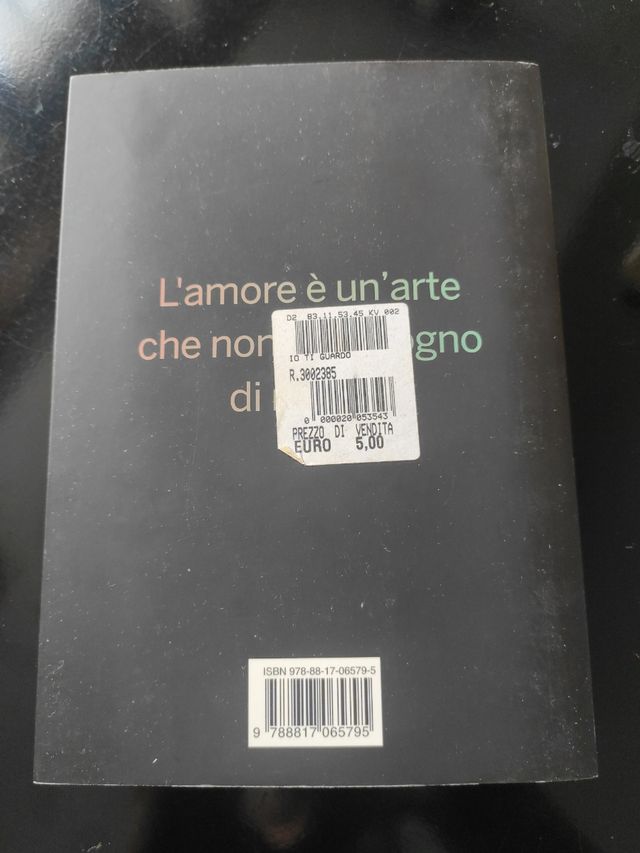 L'amore è un'arte
che non ogno
di
D2 83.11.53.45 KV 002
IO TI GUARDO
R.3002385
0 000020 053543
PREZZO DI VENDITA
EURO 5,00
ISBN 978-88-17-06579-5
9 788817 065795